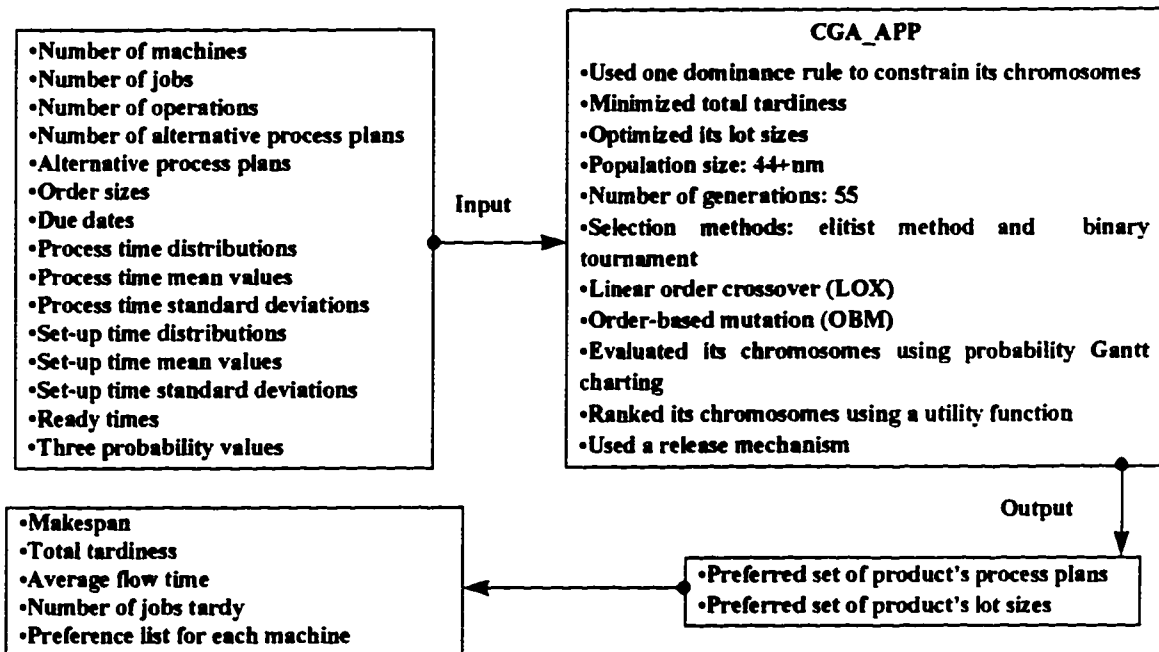 •Number of machines
•Number of jobs
•Number of operations
•Number of alternative process plans
•Alternative process plans
•Order sizes
•Due dates
•Process time distributions
•Process time mean values
•Process time standard deviations
•Set-up time distributions
•Set-up time mean values
•Set-up time standard deviations
•Ready times
•Three probability values
Input
CGA_APP
•Used one dominance rule to constrain its chromosomes
•Minimized total tardiness
•Optimized its lot sizes
•Population size: 44+nm
•Number of generations: 55
•Selection methods: elitist method and binary
tournament
•Linear order crossover (LOX)
•Order-based mutation (OBM)
•Evaluated its chromosomes using probability Gantt
charting
•Ranked its chromosomes using a utility function
•Used a release mechanism
Output
•Preferred set of product's process plans
•Preferred set of product's lot sizes
•Makespan
•Total tardiness
•Average flow time
•Number of jobs tardy
•Preference list for each machine